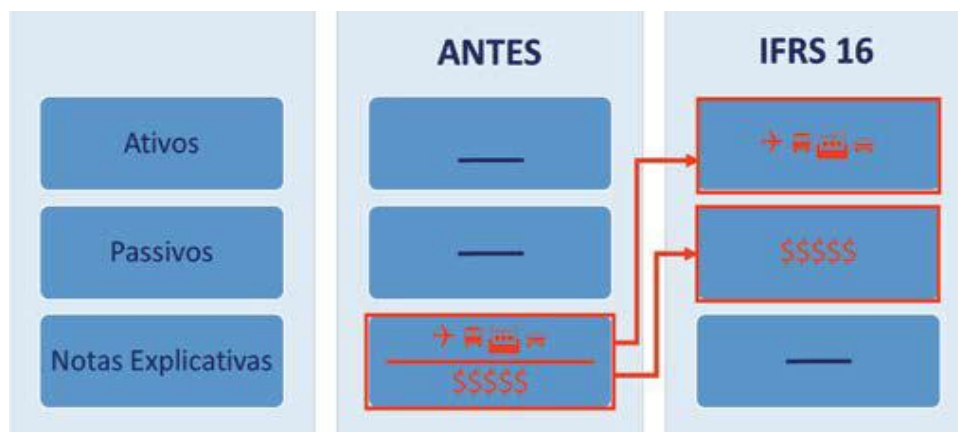 ANTES
IFRS 16
Ativos
Passivos
$$$$$
Notas Explicativas
$$$$$